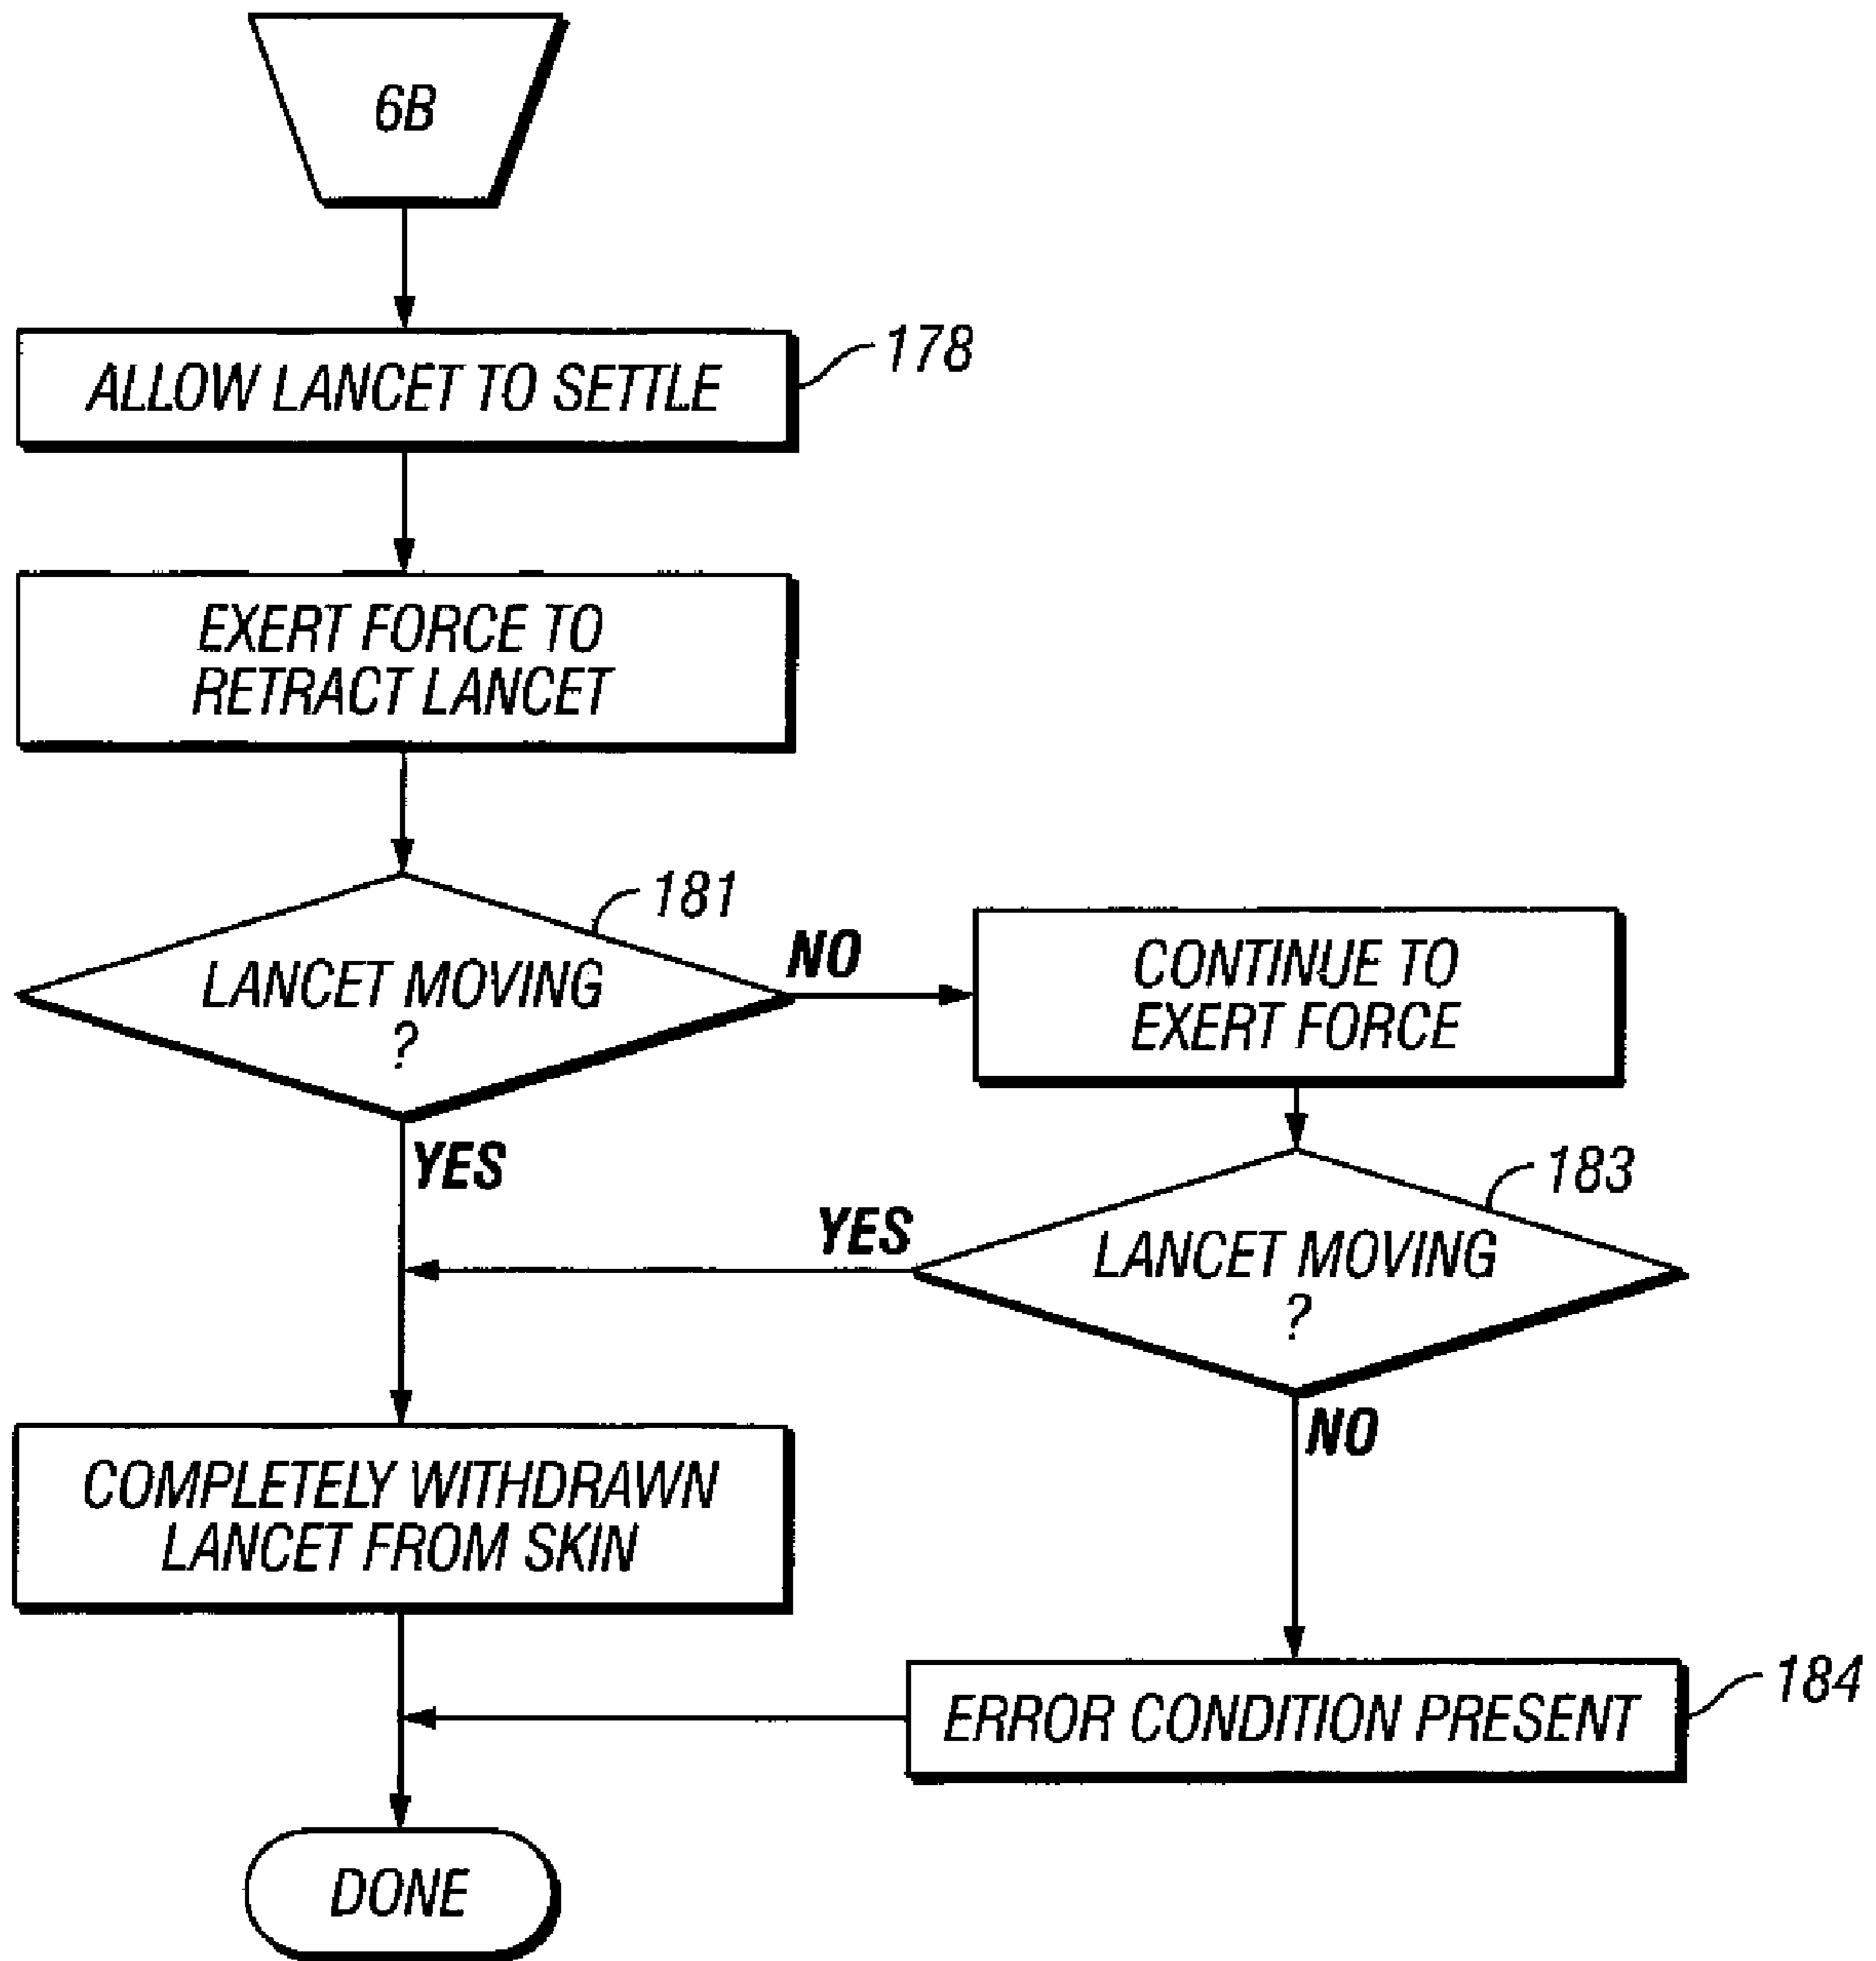 6B
ALLOW LANCET TO SETTLE
178
EXERT FORCE TO
RETRACT LANCET
181
LANCET MOVING
?
NO
YES
CONTINUE TO
EXERT FORCE
183
LANCET MOVING
?
YES
NO
COMPLETELY WITHDRAWN
LANCET FROM SKIN
ERROR CONDITION PRESENT
184
DONE